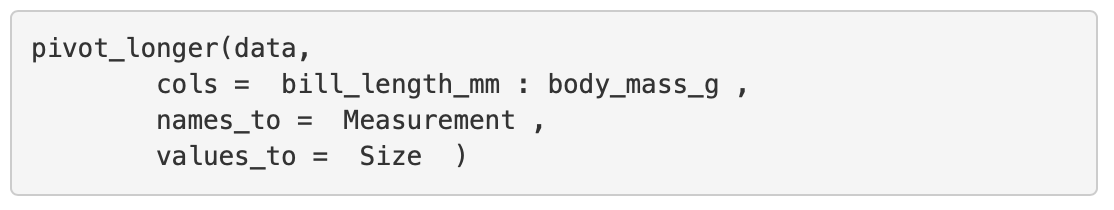 pivot_longer(data,
        cols =  bill_length_mm : body_mass_g ,
        names_to =  Measurement ,
        values_to =  Size  )